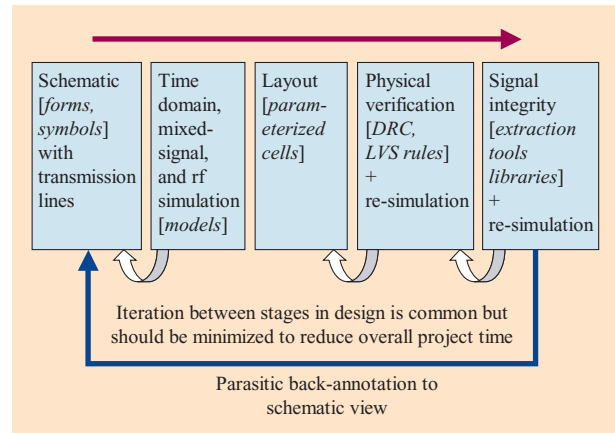 Schematic
[forms,
symbols]
with
transmission
lines
Time
domain,
mixed-
signal,
and rf
simulation
[models]
Layout
[param-
eterized
cells]
Physical
verification
[DRC,
LVS rules]
+
re-simulation
Signal
integrity
[extraction
tools
libraries]
+
re-simulation
Iteration between stages in design is common but
should be minimized to reduce overall project time
Parasitic back-annotation to
schematic view